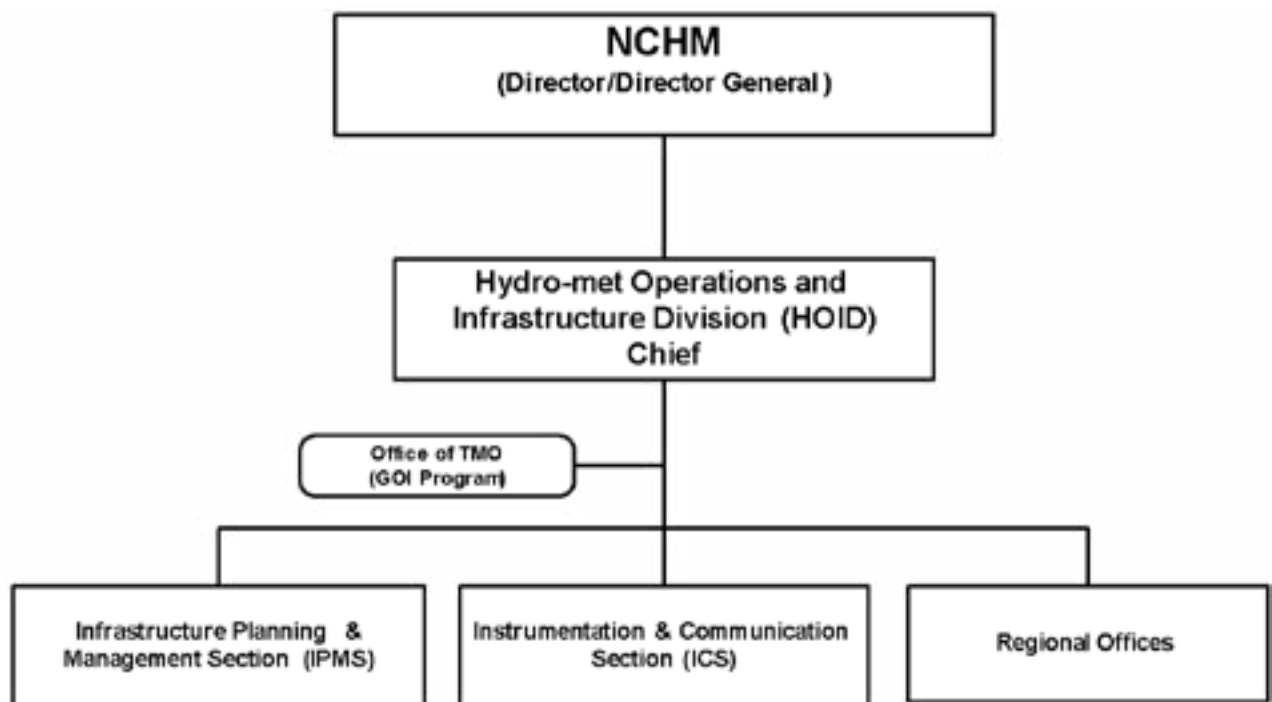 NCHM
(Director/Director General)
Hydro-met Operations and
Infrastructure Division (HOID)
Chief
Office of TMO
(GOI Program)
Infrastructure Planning &
Management Section (IPMS)
Instrumentation & Communication
Section (ICS)
Regional Offices